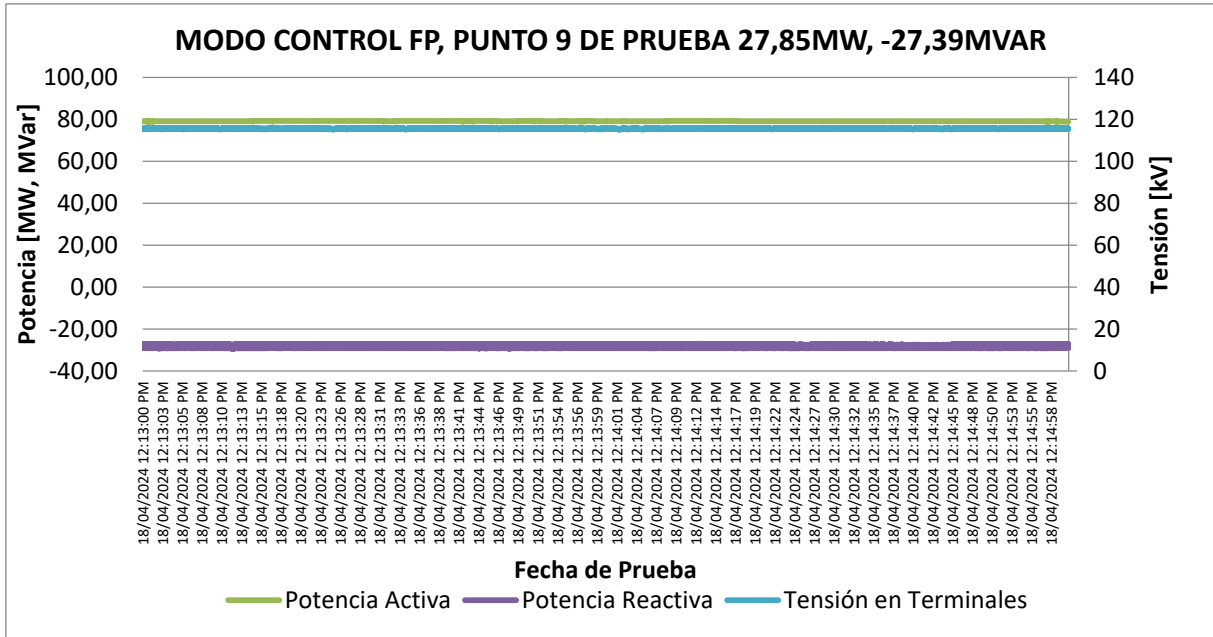 MODO CONTROL FP, PUNTO 9 DE PRUEBA 27,85MW, -27,39MVAR
Potencia [MW, MVar]
100,00
80,00
60,00
40,00
20,00
0,00
-20,00
-40,00
140
120
100
80
60
40
20
0
Tensión [kV]
18/04/2024 12:13:00 PM
18/04/2024 12:13:03 PM
18/04/2024 12:13:05 PM
18/04/2024 12:13:08 PM
18/04/2024 12:13:10 PM
18/04/2024 12:13:13 PM
18/04/2024 12:13:15 PM
18/04/2024 12:13:18 PM
18/04/2024 12:13:20 PM
18/04/2024 12:13:23 PM
18/04/2024 12:13:26 PM
18/04/2024 12:13:28 PM
18/04/2024 12:13:31 PM
18/04/2024 12:13:33 PM
18/04/2024 12:13:36 PM
18/04/2024 12:13:38 PM
18/04/2024 12:13:41 PM
18/04/2024 12:13:44 PM
18/04/2024 12:13:46 PM
18/04/2024 12:13:49 PM
18/04/2024 12:13:51 PM
18/04/2024 12:13:54 PM
18/04/2024 12:13:56 PM
18/04/2024 12:13:59 PM
18/04/2024 12:14:01 PM
18/04/2024 12:14:04 PM
18/04/2024 12:14:07 PM
18/04/2024 12:14:09 PM
18/04/2024 12:14:12 PM
18/04/2024 12:14:14 PM
18/04/2024 12:14:17 PM
18/04/2024 12:14:19 PM
18/04/2024 12:14:22 PM
18/04/2024 12:14:24 PM
18/04/2024 12:14:27 PM
18/04/2024 12:14:30 PM
18/04/2024 12:14:32 PM
18/04/2024 12:14:35 PM
18/04/2024 12:14:37 PM
18/04/2024 12:14:40 PM
18/04/2024 12:14:42 PM
18/04/2024 12:14:45 PM
18/04/2024 12:14:48 PM
18/04/2024 12:14:50 PM
18/04/2024 12:14:53 PM
18/04/2024 12:14:55 PM
18/04/2024 12:14:58 PM
Fecha de Prueba
Potencia Activa
Potencia Reactiva
Tensión en Terminales